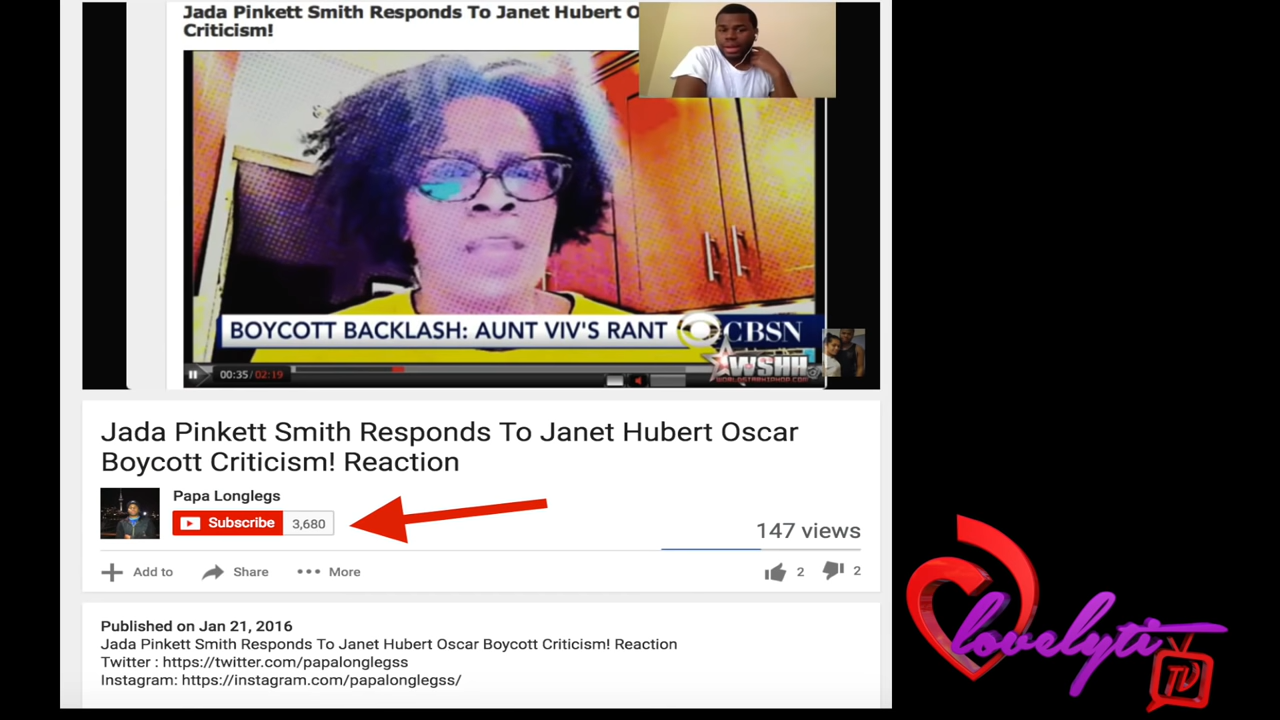 Jada Pinkett Smith Responds To Janet Hubert O
Criticism!
BOYCOTT BACKLASH: AUNT VIV'S RANT
CBSN
WSHH
WORLDSTARHIPHOP.COM
00:35/02:19
Jada Pinkett Smith Responds To Janet Hubert Oscar
Boycott Criticism! Reaction
Papa Longlegs
Subscribe 3,680
147 views
Add to Share More 2 2
Published on Jan 21, 2016
Jada Pinkett Smith Responds To Janet Hubert Oscar Boycott Criticism! Reaction
Twitter : https://twitter.com/papalonglegss
Instagram: https://instagram.com/papalonglegss/
lovelyti
TV